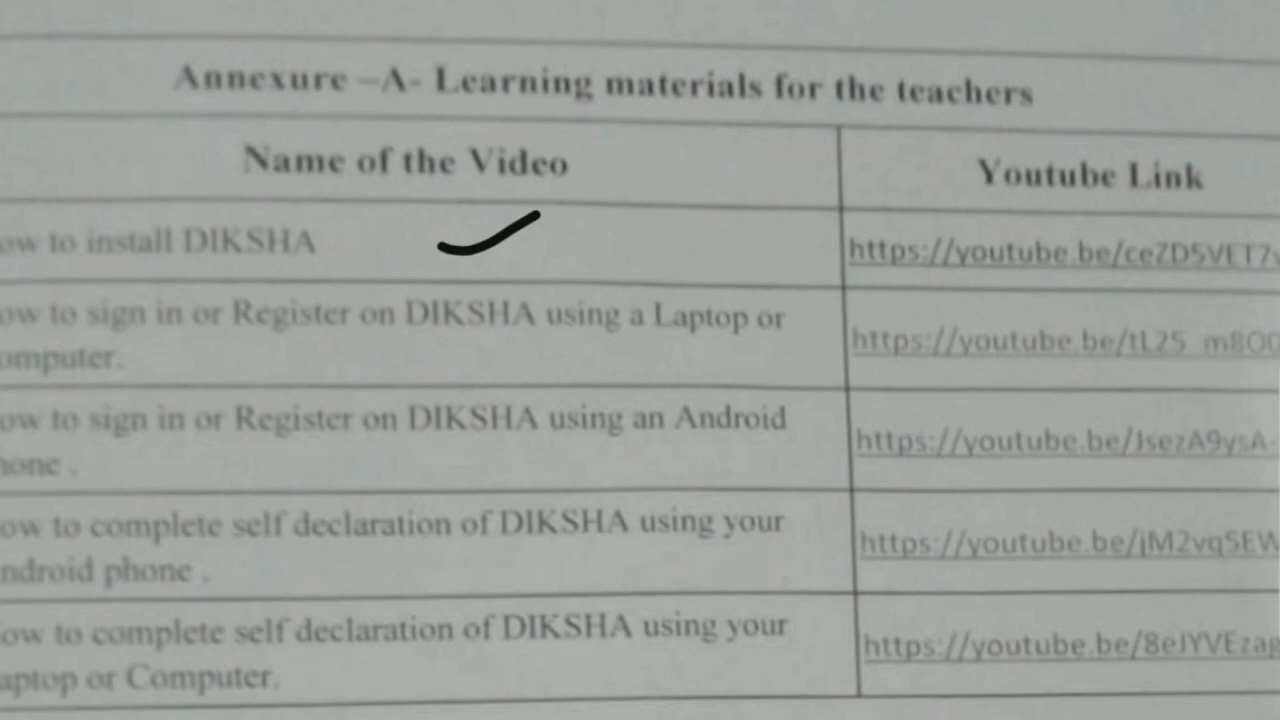 Annexure –A- Learning materials for the teachers
Name of the Video
Youtube Link
ow to install DIKSHA
https://youtube.be/ceZD5VET7
ow to sign in or Register on DIKSHA using a Laptop or
omputer.
https://youtube.be/tL25_m8O0
ow to sign in or Register on DIKSHA using an Android
hone .
https://youtube.be/JsezA9ysA-
ow to complete self declaration of DIKSHA using your
ndroid phone .
https://youtube.be/jM2vq5EW
ow to complete self declaration of DIKSHA using your
aptop or Computer.
https://youtube.be/8eJYVEzag